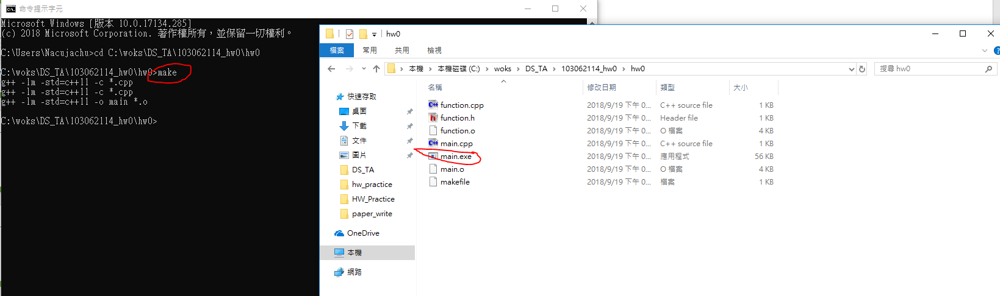 命令提示字元
Microsoft Windows [版本 10.0.17134.285]
(c) 2018 Microsoft Corporation. 著作權所有，並保留一切權利。
C:\Users\Nacujachu>cd C:\woks\DS_TA\103062114_hw0\hw0
C:\woks\DS_TA\103062114_hw0\hw0>make
g++ -lm -std=c++11 -c *.cpp
g++ -lm -std=c++11 -c *.cpp
g++ -lm -std=c++11 -o main *.o
C:\woks\DS_TA\103062114_hw0\hw0>
hw0
檔案 常用 共用 檢視
本機 › 本機磁碟 (C:) › woks › DS_TA › 103062114_hw0 › hw0
搜尋 hw0
快速存取
桌面
下載
文件
圖片
DS_TA
hw_practice
HW_Practice
paper_write
OneDrive
本機
網路
名稱 修改日期 類型 大小
function.cpp 2018/9/19 下午 0... C++ source file 1 KB
function.h 2018/9/19 下午 0... Header file 1 KB
function.o 2018/9/19 下午 0... O 檔案 4 KB
main.cpp 2018/9/19 下午 0... C++ source file 1 KB
main.exe 2018/9/19 下午 0... 應用程式 56 KB
main.o 2018/9/19 下午 0... O 檔案 4 KB
makefile 2018/9/19 下午 0... 檔案 1 KB